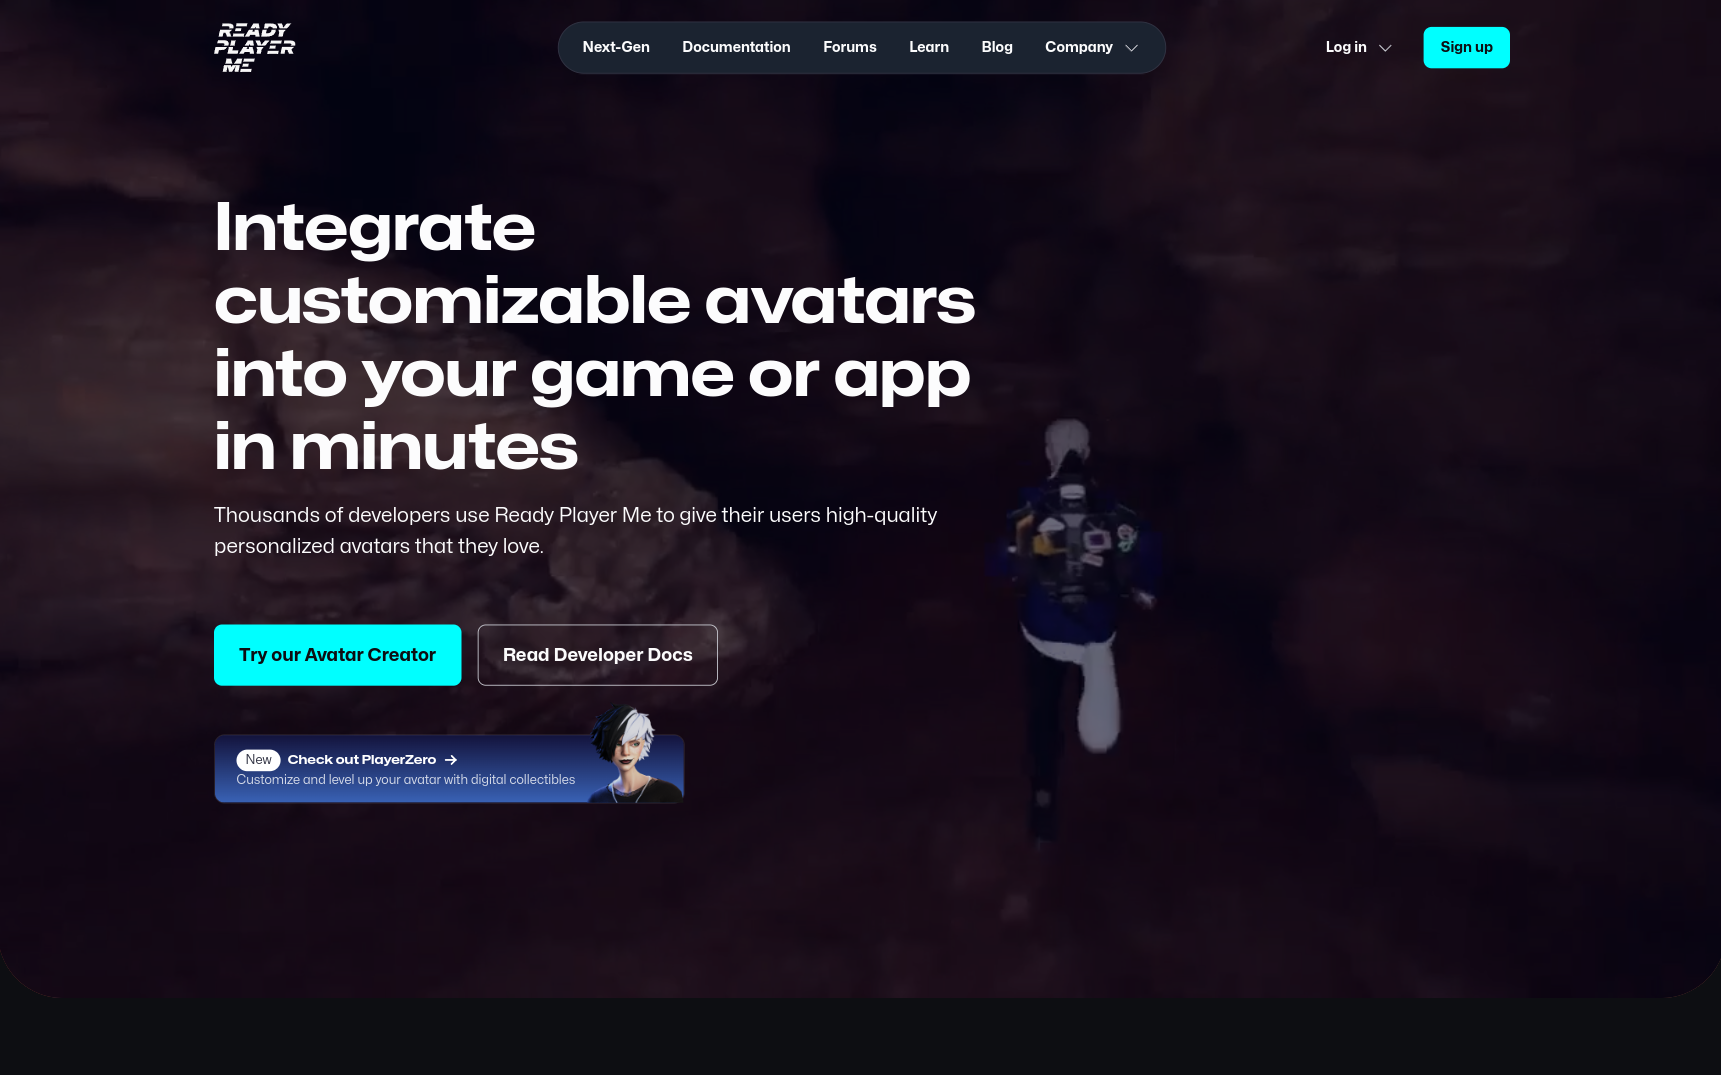 READY
PLAYER
ME
Next-Gen
Documentation
Forums
Learn
Blog
Company
Log in
Sign up
Integrate
customizable avatars
into your game or app
in minutes
Thousands of developers use Ready Player Me to give their users high-quality
personalized avatars that they love.
Try our Avatar Creator
Read Developer Docs
New Check out PlayerZero →
Customize and level up your avatar with digital collectibles